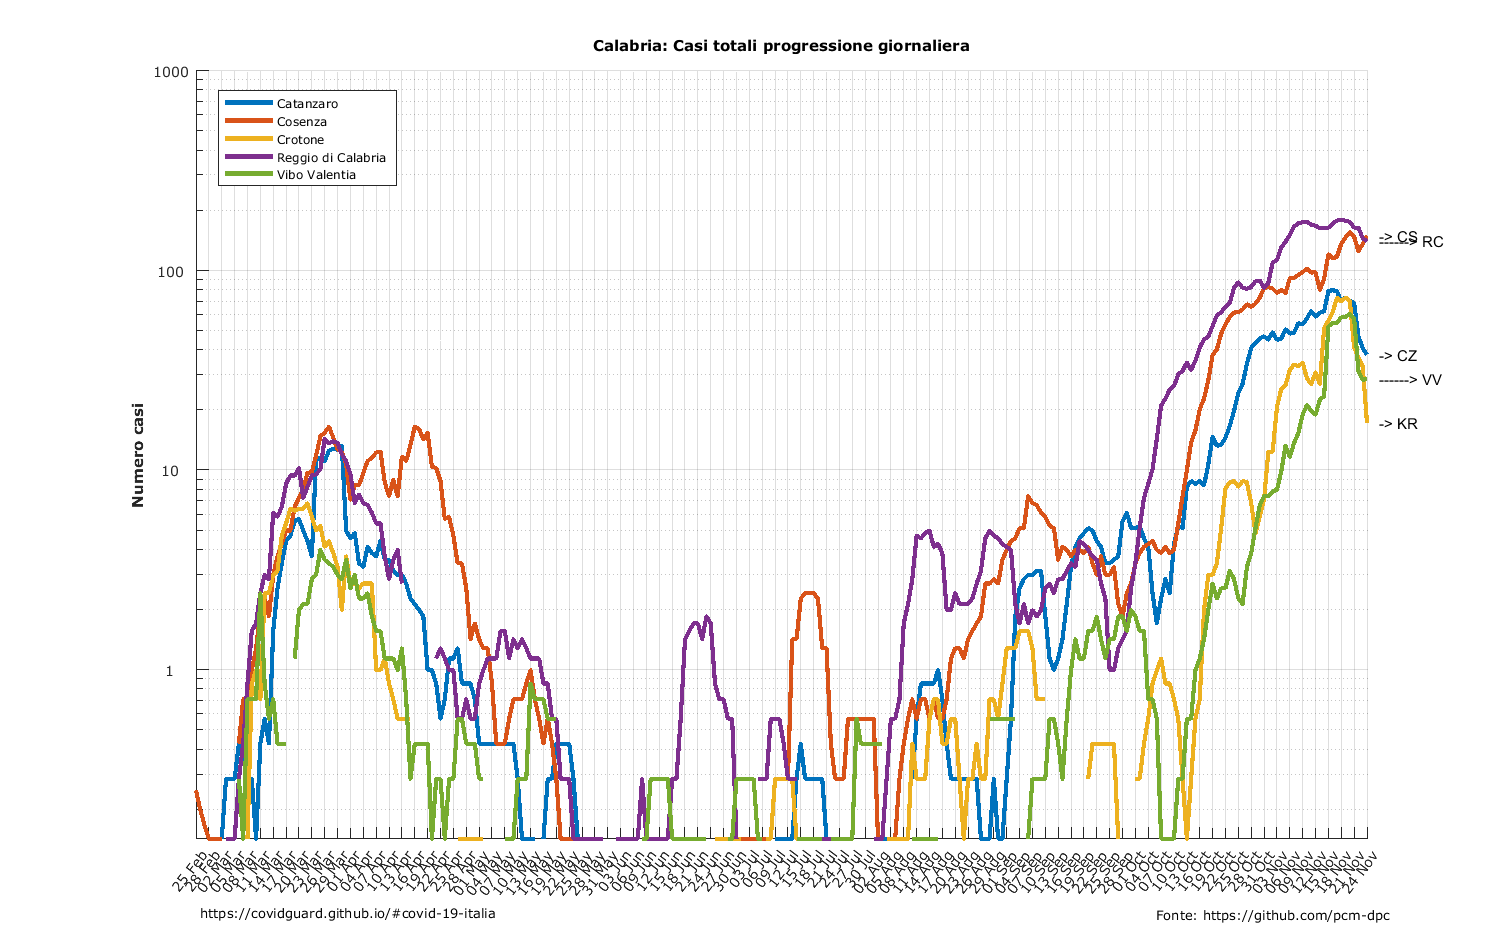 Calabria: Casi totali progressione giornaliera
1000
100
10
1
Numero casi
Catanzaro
Cosenza
Crotone
Reggio di Calabria
Vibo Valentia
-> CS
------> RC
-> CZ
------> VV
-> KR
25 Feb
28 Feb
02 Mar
05 Mar
08 Mar
11 Mar
14 Mar
17 Mar
20 Mar
23 Mar
26 Mar
29 Mar
01 Apr
04 Apr
07 Apr
10 Apr
13 Apr
16 Apr
19 Apr
22 Apr
25 Apr
28 Apr
01 May
04 May
07 May
10 May
13 May
16 May
19 May
22 May
25 May
28 May
31 May
03 Jun
06 Jun
09 Jun
12 Jun
15 Jun
18 Jun
21 Jun
24 Jun
27 Jun
30 Jun
03 Jul
06 Jul
09 Jul
12 Jul
15 Jul
18 Jul
21 Jul
24 Jul
27 Jul
30 Jul
02 Aug
05 Aug
08 Aug
11 Aug
14 Aug
17 Aug
20 Aug
23 Aug
26 Aug
29 Aug
01 Sep
04 Sep
07 Sep
10 Sep
13 Sep
16 Sep
19 Sep
22 Sep
25 Sep
28 Sep
01 Oct
04 Oct
07 Oct
10 Oct
13 Oct
16 Oct
19 Oct
22 Oct
25 Oct
28 Oct
31 Oct
03 Nov
06 Nov
09 Nov
12 Nov
15 Nov
18 Nov
21 Nov
24 Nov
https://covidguard.github.io/#covid-19-italia
Fonte: https://github.com/pcm-dpc